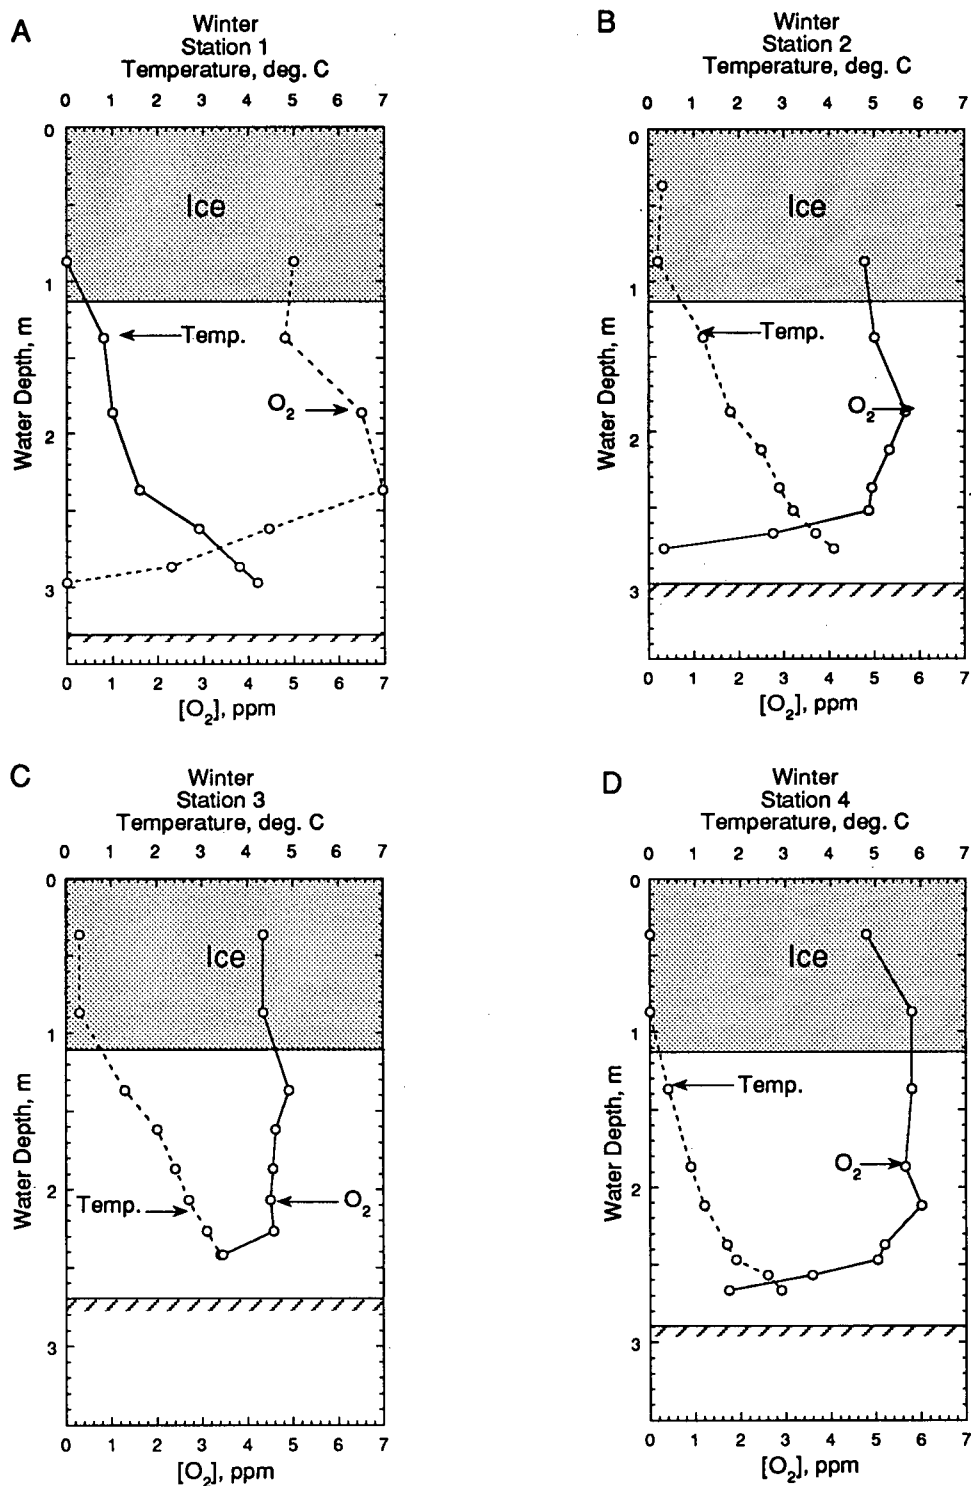 A
Winter
Station 1
Temperature, deg. C
0 1 2 3 4 5 6 7
0
Ice
1
Temp.
O2
Water Depth, m
2
3
0 1 2 3 4 5 6 7
[O2], ppm
B
Winter
Station 2
Temperature, deg. C
0 1 2 3 4 5 6 7
0
Ice
1
Temp.
O2
Water Depth, m
2
3
0 1 2 3 4 5 6 7
[O2], ppm
C
Winter
Station 3
Temperature, deg. C
0 1 2 3 4 5 6 7
0
Ice
1
Water Depth, m
2
Temp.
O2
3
0 1 2 3 4 5 6 7
[O2], ppm
D
Winter
Station 4
Temperature, deg. C
0 1 2 3 4 5 6 7
0
Ice
1
Temp.
O2
Water Depth, m
2
3
0 1 2 3 4 5 6 7
[O2], ppm